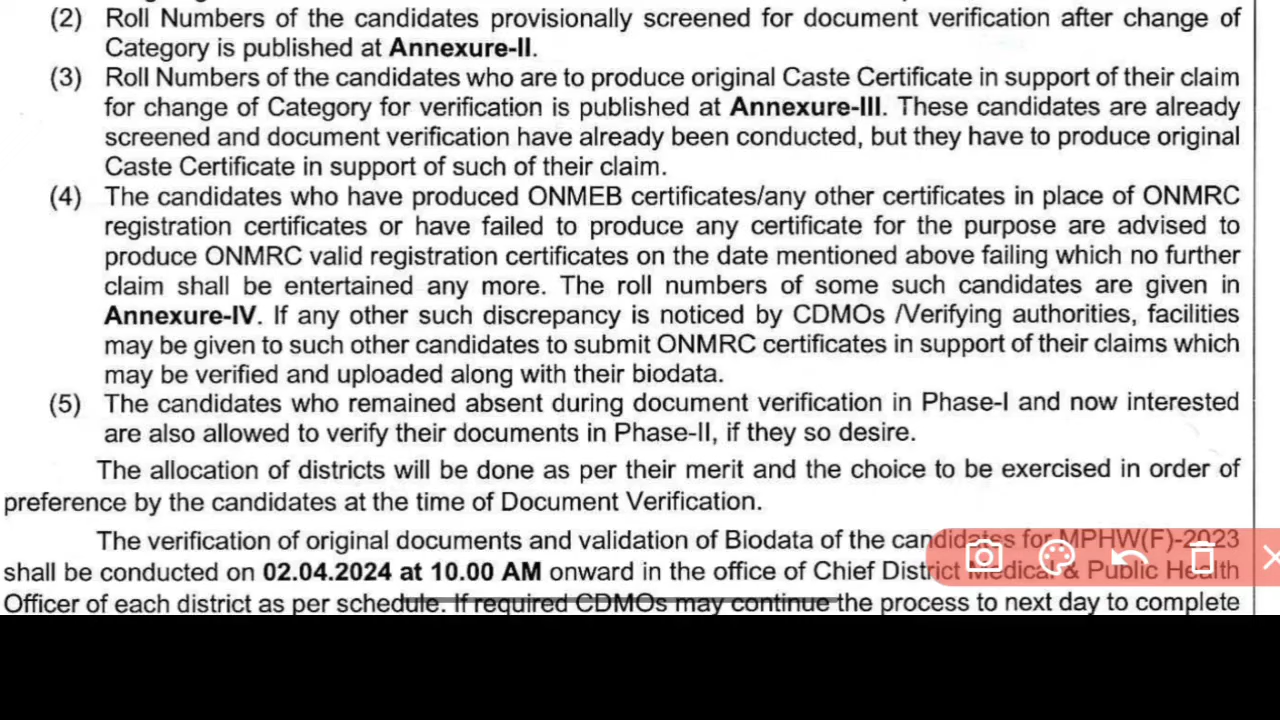 (2) Roll Numbers of the candidates provisionally screened for document verification after change of
Category is published at Annexure-II.
(3) Roll Numbers of the candidates who are to produce original Caste Certificate in support of their claim
for change of Category for verification is published at Annexure-III. These candidates are already
screened and document verification have already been conducted, but they have to produce original
Caste Certificate in support of such of their claim.
(4) The candidates who have produced ONMEB certificates/any other certificates in place of ONMRC
registration certificates or have failed to produce any certificate for the purpose are advised to
produce ONMRC valid registration certificates on the date mentioned above failing which no further
claim shall be entertained any more. The roll numbers of some such candidates are given in
Annexure-IV. If any other such discrepancy is noticed by CDMOs /Verifying authorities, facilities
may be given to such other candidates to submit ONMRC certificates in support of their claims which
may be verified and uploaded along with their biodata.
(5) The candidates who remained absent during document verification in Phase-I and now interested
are also allowed to verify their documents in Phase-II, if they so desire.
The allocation of districts will be done as per their merit and the choice to be exercised in order of
preference by the candidates at the time of Document Verification.
The verification of original documents and validation of Biodata of the candidates for MPHW(F)-2023
shall be conducted on 02.04.2024 at 10.00 AM onward in the office of Chief District Medical & Public Health
Officer of each district as per schedule. If required CDMOs may continue the process to next day to complete